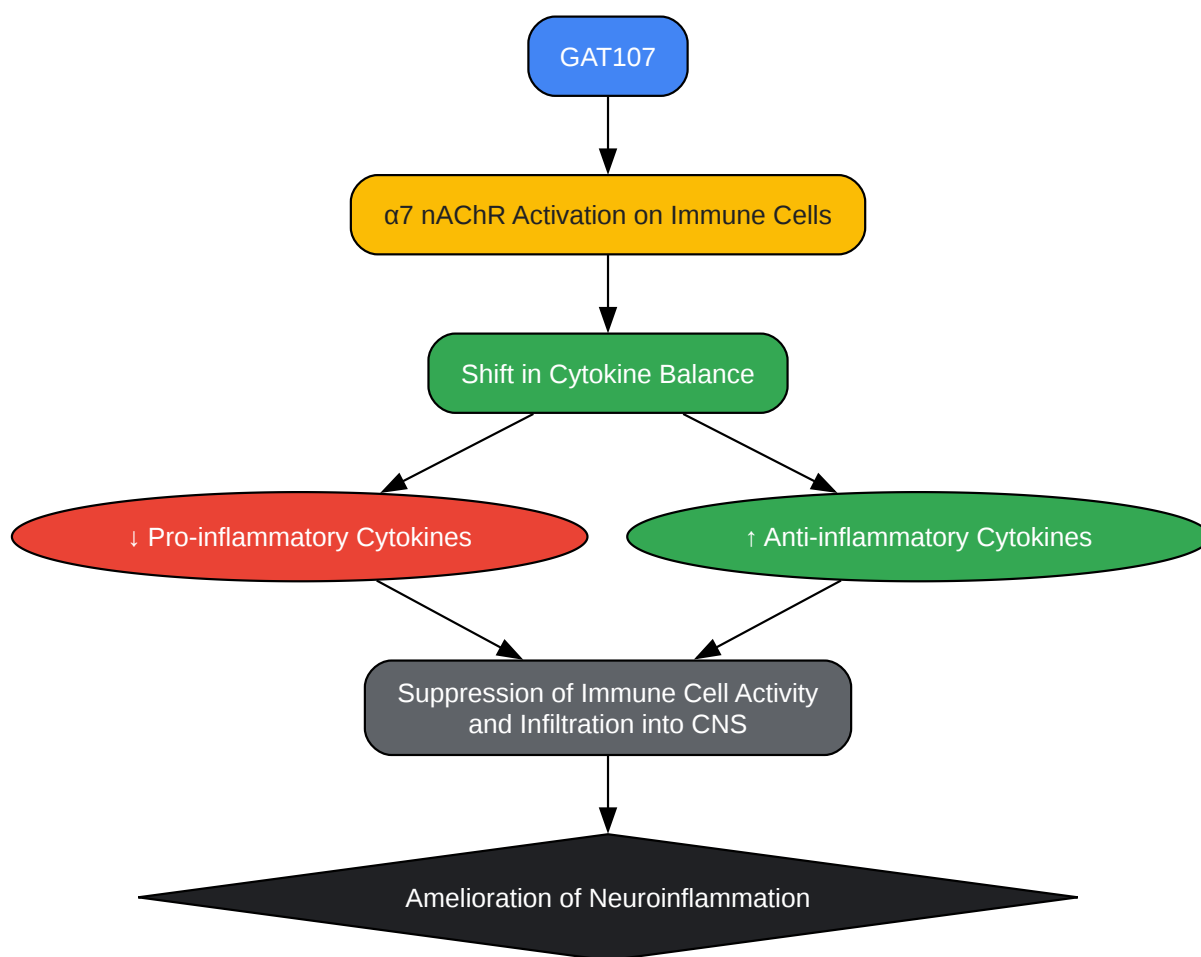 GAT107
α7 nAChR Activation on Immune Cells
Shift in Cytokine Balance
↓ Pro-inflammatory Cytokines
↑ Anti-inflammatory Cytokines
Suppression of Immune Cell Activity
and Infiltration into CNS
Amelioration of Neuroinflammation